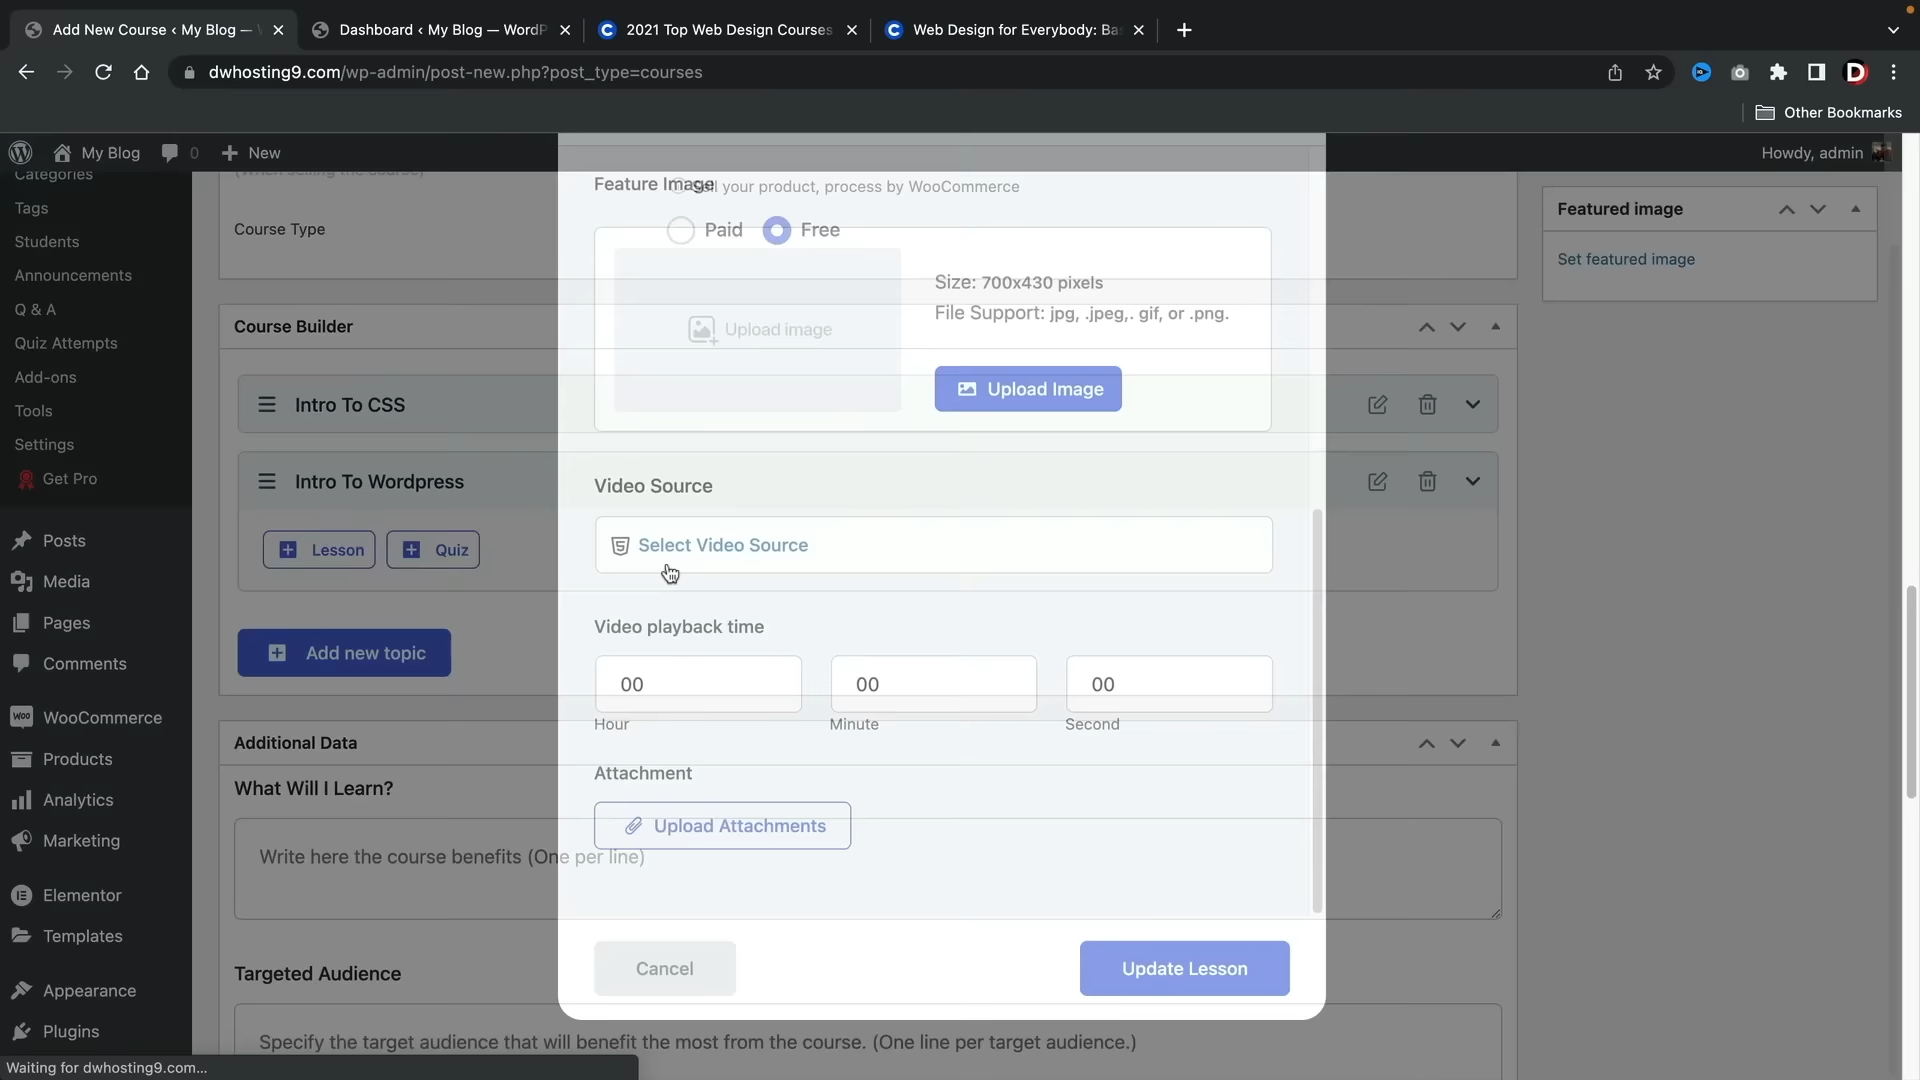 Add New Course ‹ My Blog —
Dashboard ‹ My Blog — WordP
2021 Top Web Design Courses
Web Design for Everybody: Ba
dwhosting9.com/wp-admin/post-new.php?post_type=courses
Other Bookmarks
My Blog
0
New
Howdy, admin
Categories
Tags
Students
Announcements
Q & A
Quiz Attempts
Add-ons
Tools
Settings
Get Pro
Posts
Media
Pages
Comments
WooCommerce
Products
Analytics
Marketing
Elementor
Templates
Appearance
Plugins
(When selling the course)
Course Type
Course Builder
Intro To CSS
Intro To Wordpress
Lesson
Quiz
Add new topic
Additional Data
What Will I Learn?
Write here the course benefits (One per line)
Targeted Audience
Specify the target audience that will benefit the most from the course. (One line per target audience.)
Feature Image
Sell your product, process by WooCommerce
Paid
Free
Upload image
Size: 700x430 pixels
File Support: jpg, .jpeg,. gif, or .png.
Upload Image
Video Source
Select Video Source
Video playback time
00
00
00
Hour
Minute
Second
Attachment
Upload Attachments
Cancel
Update Lesson
Featured image
Set featured image
Waiting for dwhosting9.com...